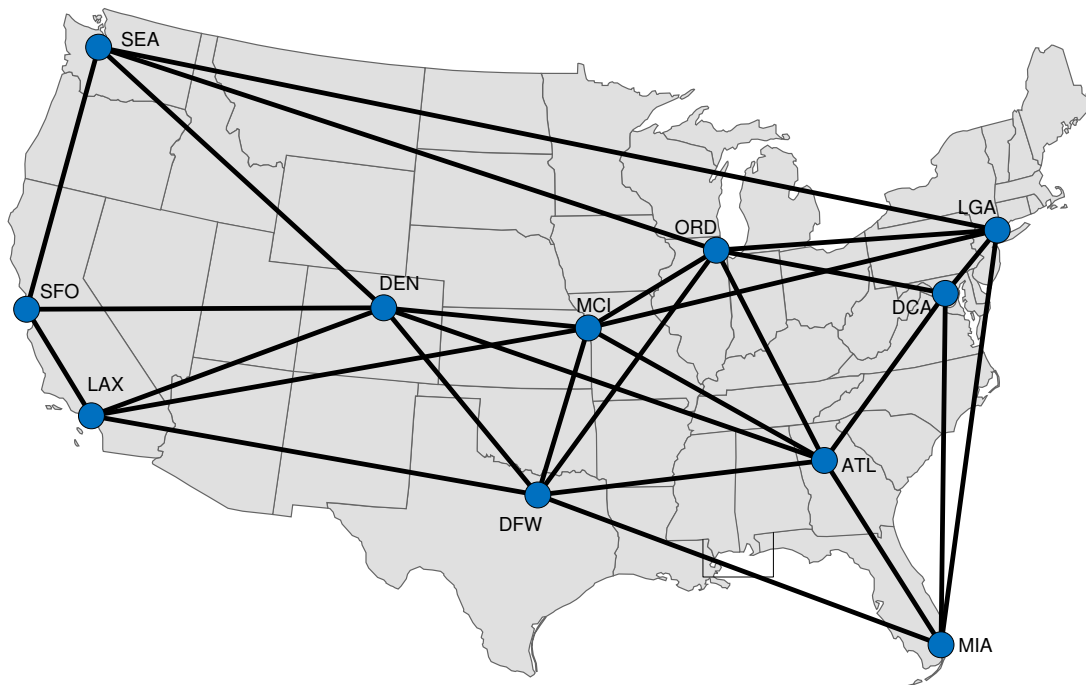 SEA
LGA
ORD
DEN
SFO
MCI
DCA
LAX
ATL
DFW
MIA